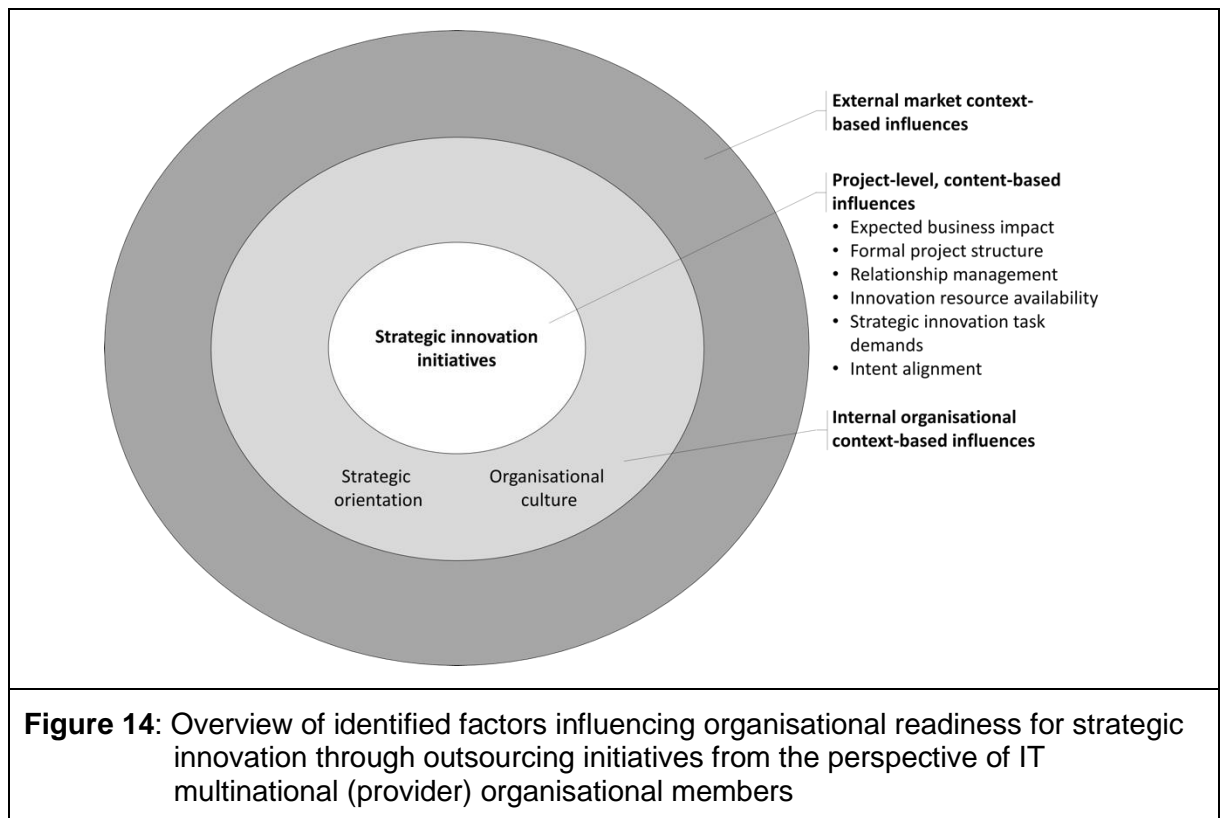 External market context-
based influences
Project-level, content-based
influences
• Expected business impact
• Formal project structure
• Relationship management
• Innovation resource availability
• Strategic innovation task
demands
• Intent alignment
Strategic innovation
initiatives
Internal organisational
context-based influences
Strategic
orientation
Organisational
culture
Figure 14: Overview of identified factors influencing organisational readiness for strategic
innovation through outsourcing initiatives from the perspective of IT
multinational (provider) organisational members